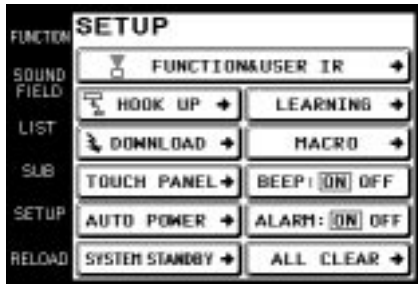 FUNCTION
SOUND
FIELD
LIST
SUB
SETUP
RELOAD
SETUP
FUNCTION&USER IR
HOOK UP
LEARNING
DOWNLOAD
MACRO
TOUCH PANEL
BEEP: ON OFF
AUTO POWER
ALARM: ON OFF
SYSTEM STANDBY
ALL CLEAR